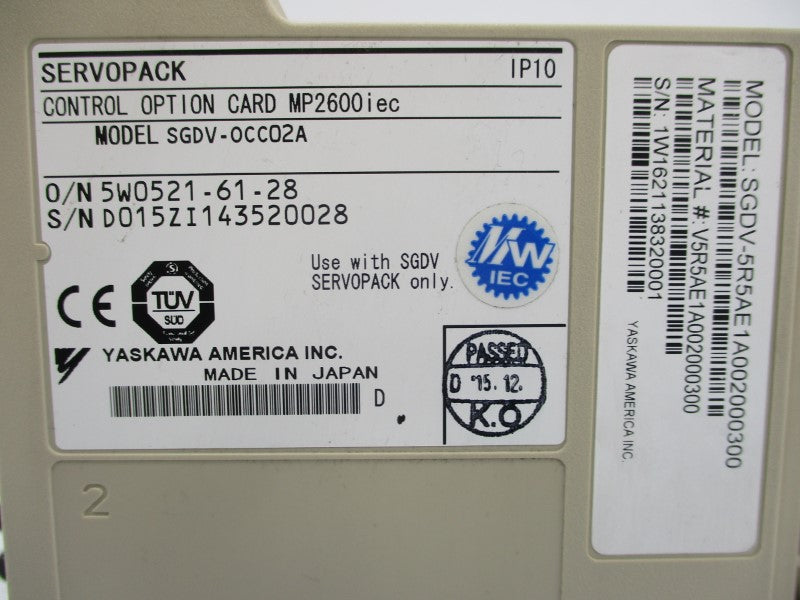 SERVOPACK IP10
CONTROL OPTION CARD MP2600iec
MODEL SGDV-OCC02A
O/N 5W0521-61-28
S/N D015ZI143520028
Use with SGDV
SERVOPACK only.
IEC
CE
TÜV
SÜD
YASKAWA AMERICA INC.
MADE IN JAPAN
D
PASSED
D '15.12.
K.O
2
MODEL: SGDV-5R5AE1A002000300
MATERIAL #: V5R5AE1A002000300
S/N: 1W1621138320001
YASKAWA AMERICA INC.